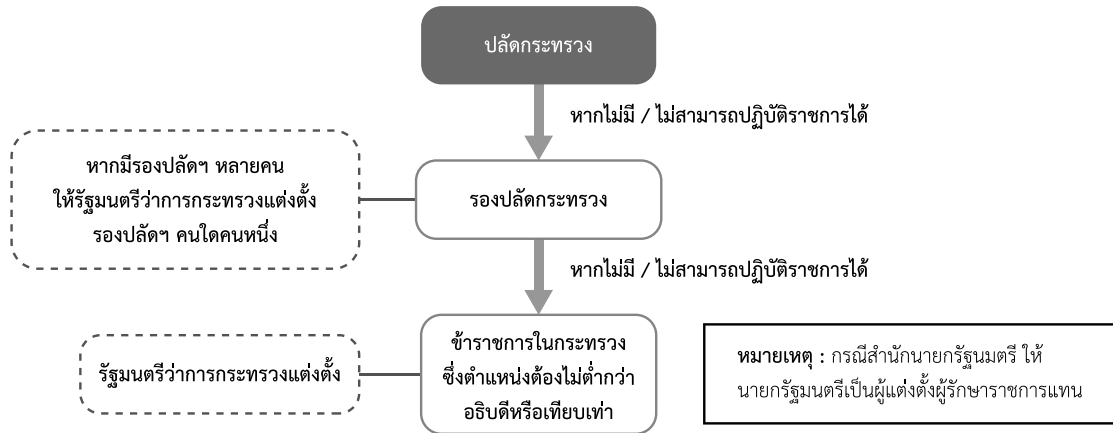 ปลัดกระทรวง
หากไม่มี / ไม่สามารถปฏิบัติราชการได้
หากมีรองปลัดฯ หลายคน
ให้รัฐมนตรีว่าการกระทรวงแต่งตั้ง
รองปลัดฯ คนใดคนหนึ่ง
รองปลัดกระทรวง
หากไม่มี / ไม่สามารถปฏิบัติราชการได้
รัฐมนตรีว่าการกระทรวงแต่งตั้ง
ข้าราชการในกระทรวง
ซึ่งตำแหน่งต้องไม่ต่ำกว่า
อธิบดีหรือเทียบเท่า
หมายเหตุ : กรณีสำนักนายกรัฐนมตรี ให้
นายกรัฐมนตรีเป็นผู้แต่งตั้งผู้รักษาราชการแทน